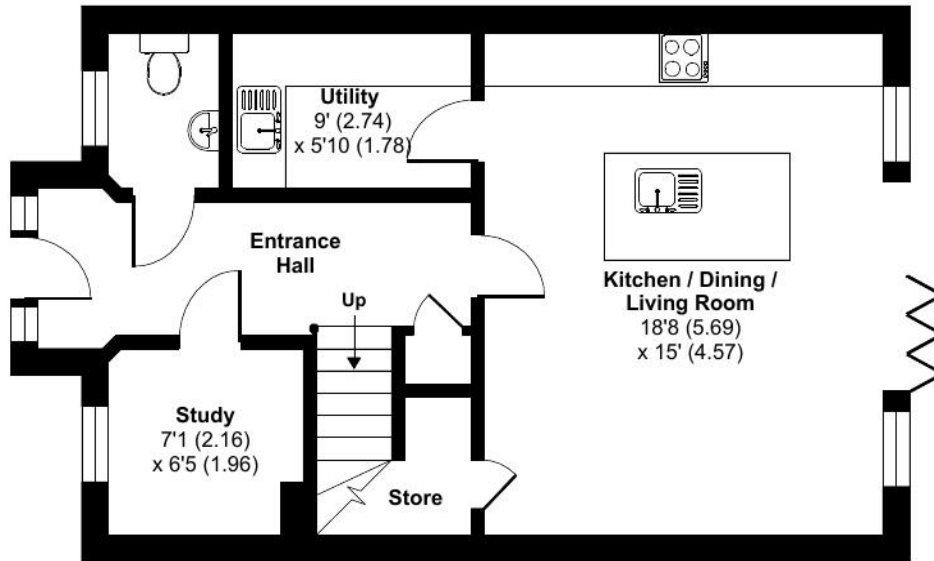 Utility
9' (2.74)
x 5'10 (1.78)
Entrance
Hall
Up
Kitchen / Dining /
Living Room
18'8 (5.69)
x 15' (4.57)
Study
7'1 (2.16)
x 6'5 (1.96)
Store